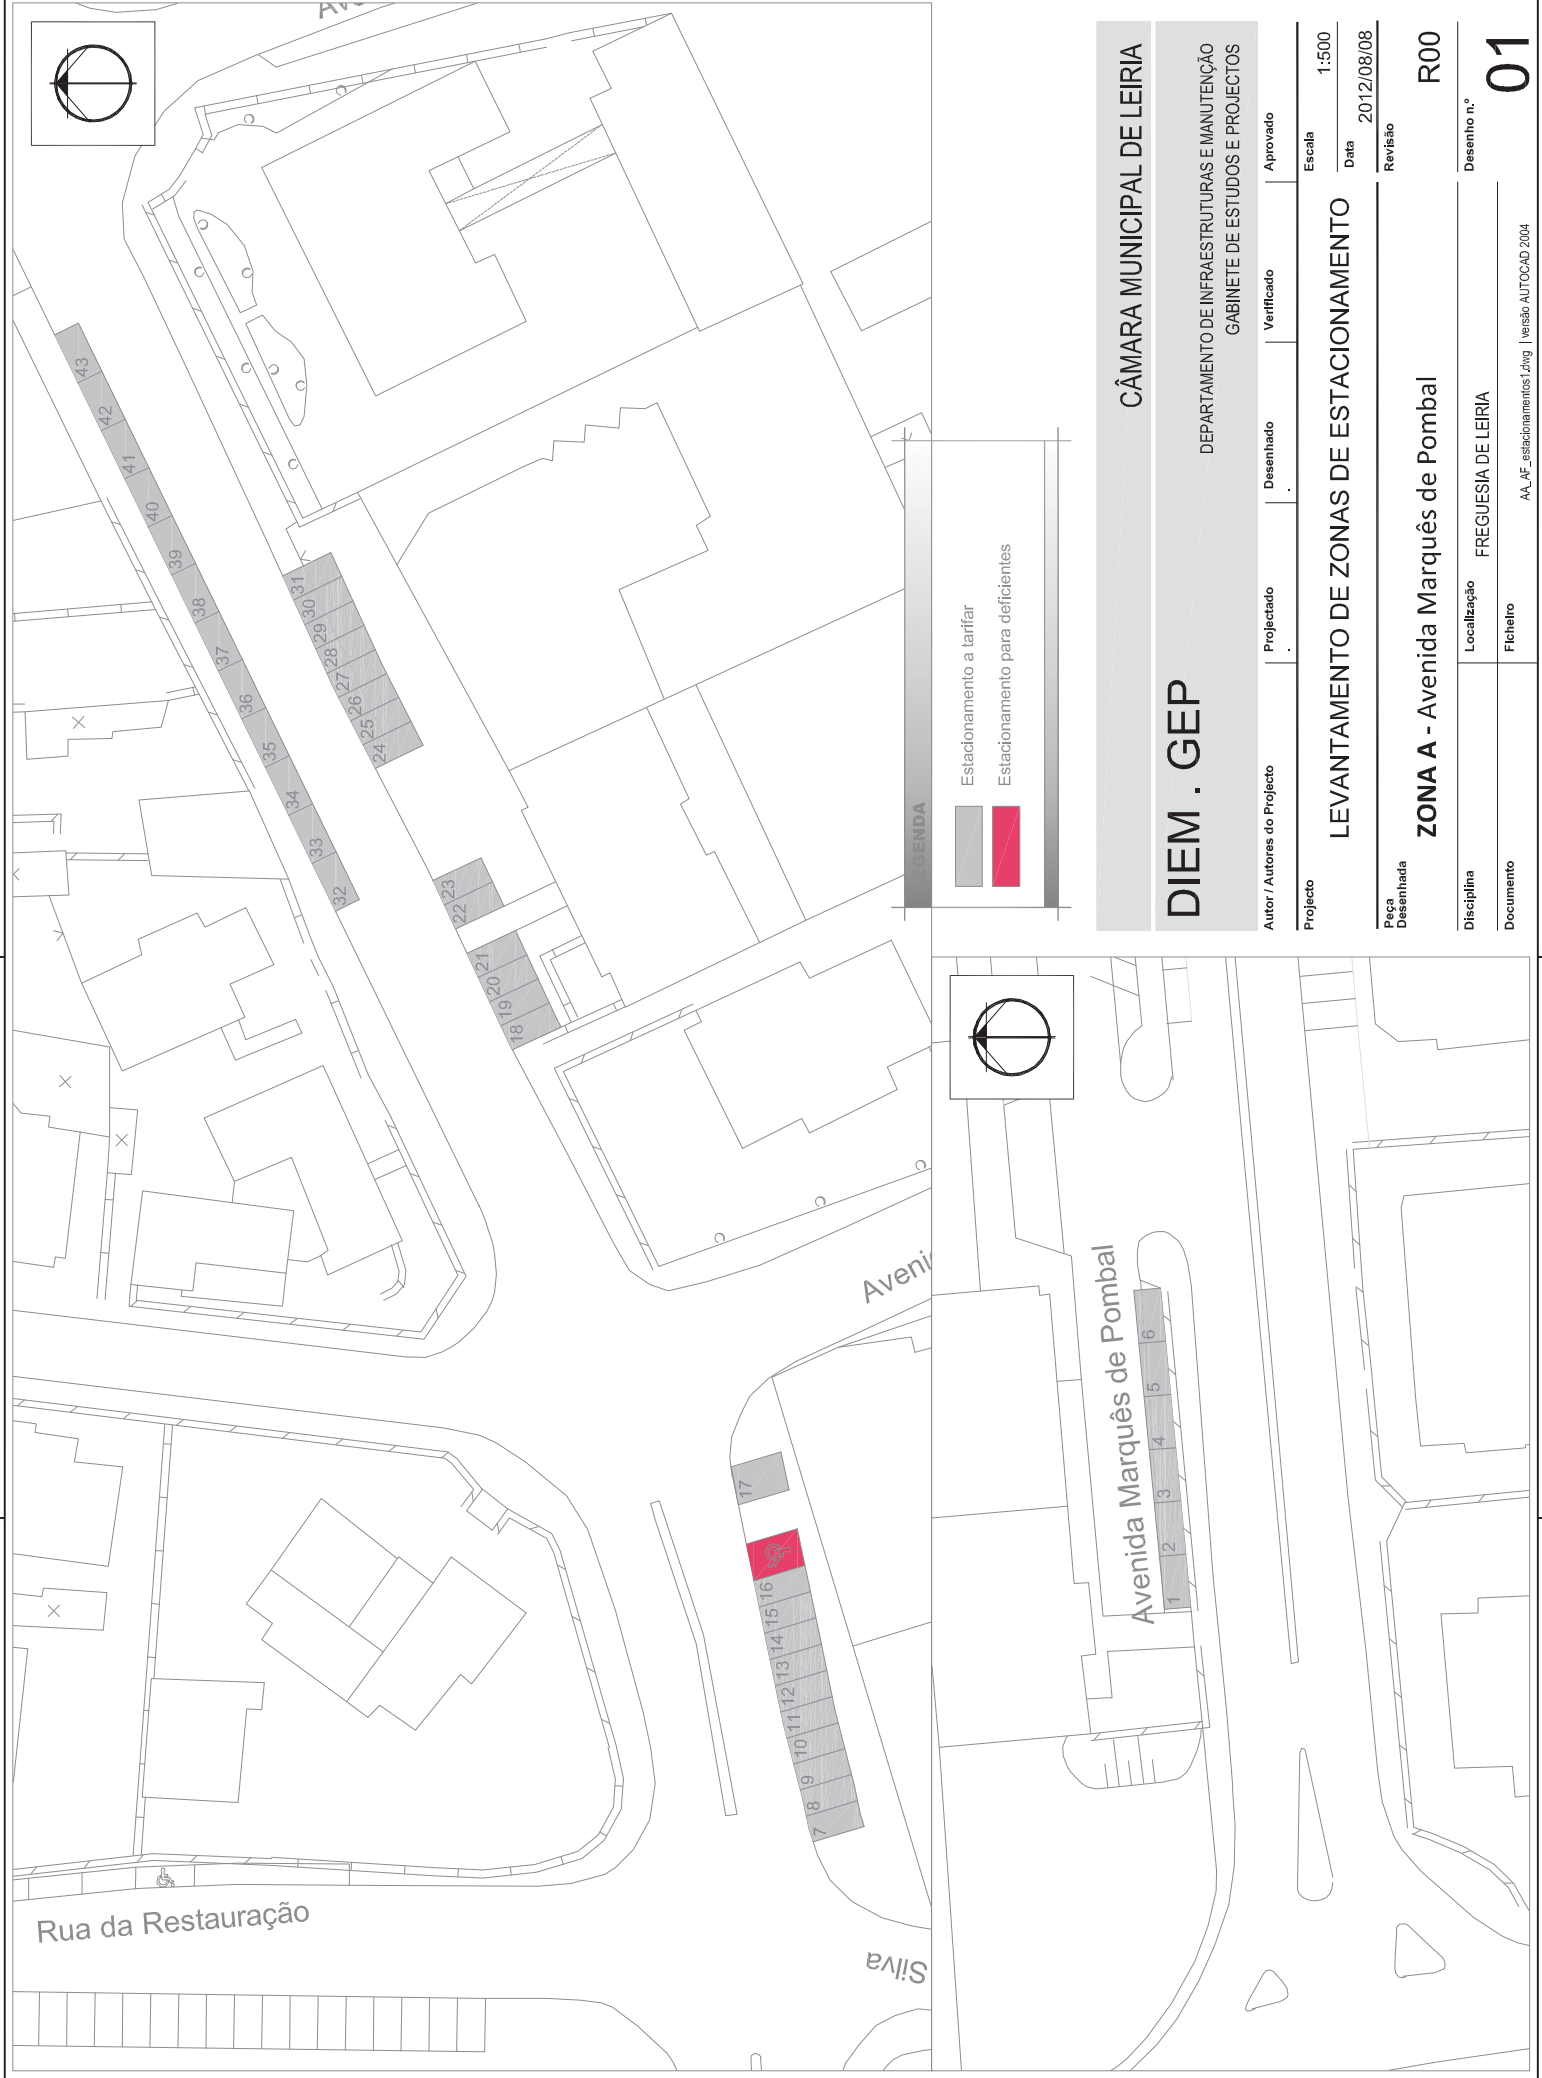 Av
43
42
41
40
39
38
37
36
35
34
33
32
31
30
29
28
27
26
25
24
23
22
21
20
19
18
Aveni
17
16
15
14
13
12
11
10
9
8
7
Rua da Restauração
Silva
Avenida Marquês de Pombal
6
5
4
3
2
1
EGENDA
Estacionamento a tarifar
Estacionamento para deficientes
CÂMARA MUNICIPAL DE LEIRIA
DIEM . GEP
DEPARTAMENTO DE INFRAESTRUTURAS E MANUTENÇÃO
GABINETE DE ESTUDOS E PROJECTOS
Autor / Autores do Projecto
Projectado
.
Desenhado
.
Verificado
Aprovado
Projecto
LEVANTAMENTO DE ZONAS DE ESTACIONAMENTO
Escala
1:500
Data
2012/08/08
Peça
Desenhada
ZONA A - Avenida Marquês de Pombal
Revisão
R00
Disciplina
Localização
FREGUESIA DE LEIRIA
Desenho n.º
01
Documento
Ficheiro
AA_AF_estacionamentos1.dwg | versão AUTOCAD 2004